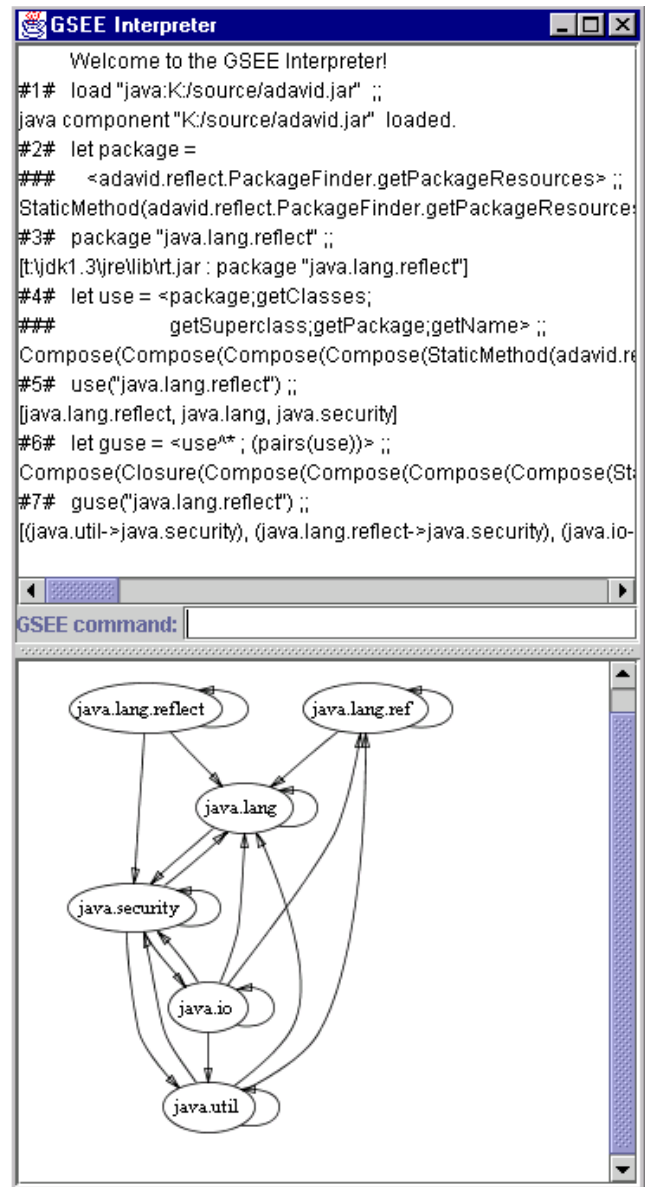 GSEE Interpreter
Welcome to the GSEE Interpreter!
#1# load "java:K:/source/adavid.jar" ;;
java component "K:/source/adavid.jar" loaded.
#2# let package =
### <adavid.reflect.PackageFinder.getPackageResources> ;;
StaticMethod(adavid.reflect.PackageFinder.getPackageResources
#3# package "java.lang.reflect" ;;
[t:\jdk1.3\jre\lib\rt.jar : package "java.lang.reflect"]
#4# let use = <package;getClasses;
### getSuperclass;getPackage;getName> ;;
Compose(Compose(Compose(Compose(StaticMethod(adavid.re
#5# use("java.lang.reflect") ;;
[java.lang.reflect, java.lang, java.security]
#6# let guse = <use^* ; (pairs(use))> ;;
Compose(Closure(Compose(Compose(Compose(Compose(Sta
#7# guse("java.lang.reflect") ;;
[(java.util->java.security), (java.lang.reflect->java.security), (java.io-
GSEE command:
java.lang.reflect
java.lang.ref
java.lang
java.security
java.io
java.util